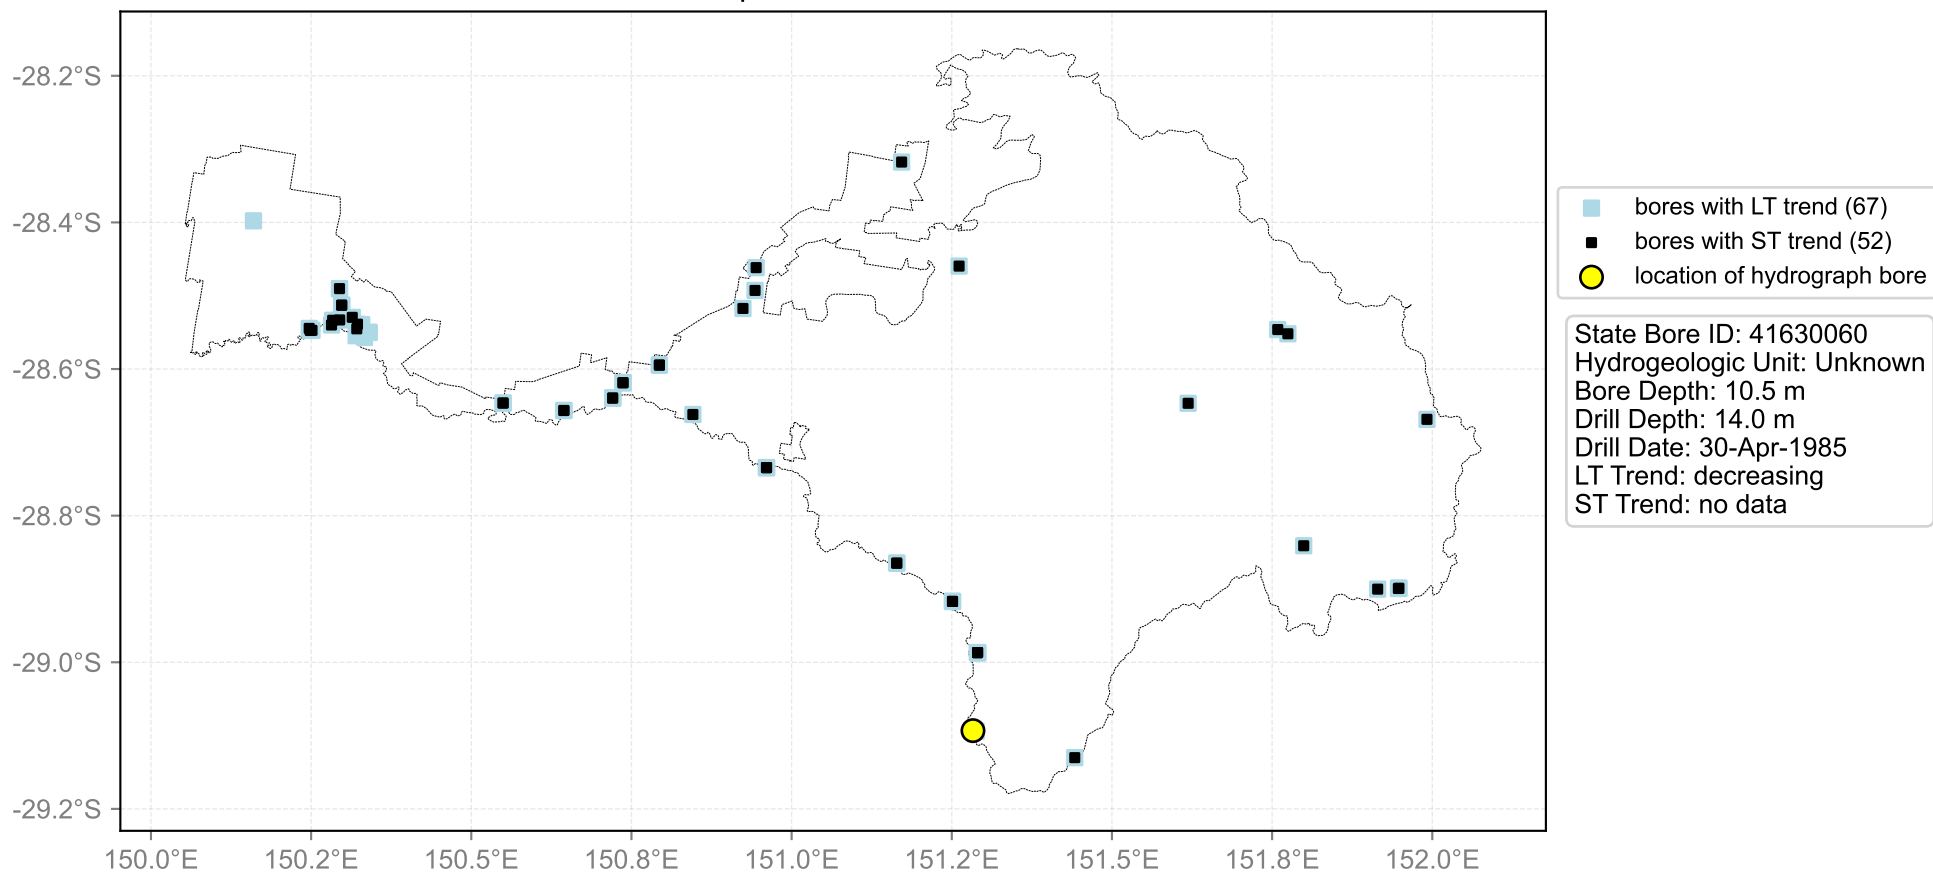 -28.2°S
-28.4°S
-28.6°S
-28.8°S
-29.0°S
-29.2°S
150.0°E 150.2°E 150.5°E 150.8°E 151.0°E 151.2°E 151.5°E 151.8°E 152.0°E
bores with LT trend (67)
bores with ST trend (52)
location of hydrograph bore
State Bore ID: 41630060
Hydrogeologic Unit: Unknown
Bore Depth: 10.5 m
Drill Depth: 14.0 m
Drill Date: 30-Apr-1985
LT Trend: decreasing
ST Trend: no data